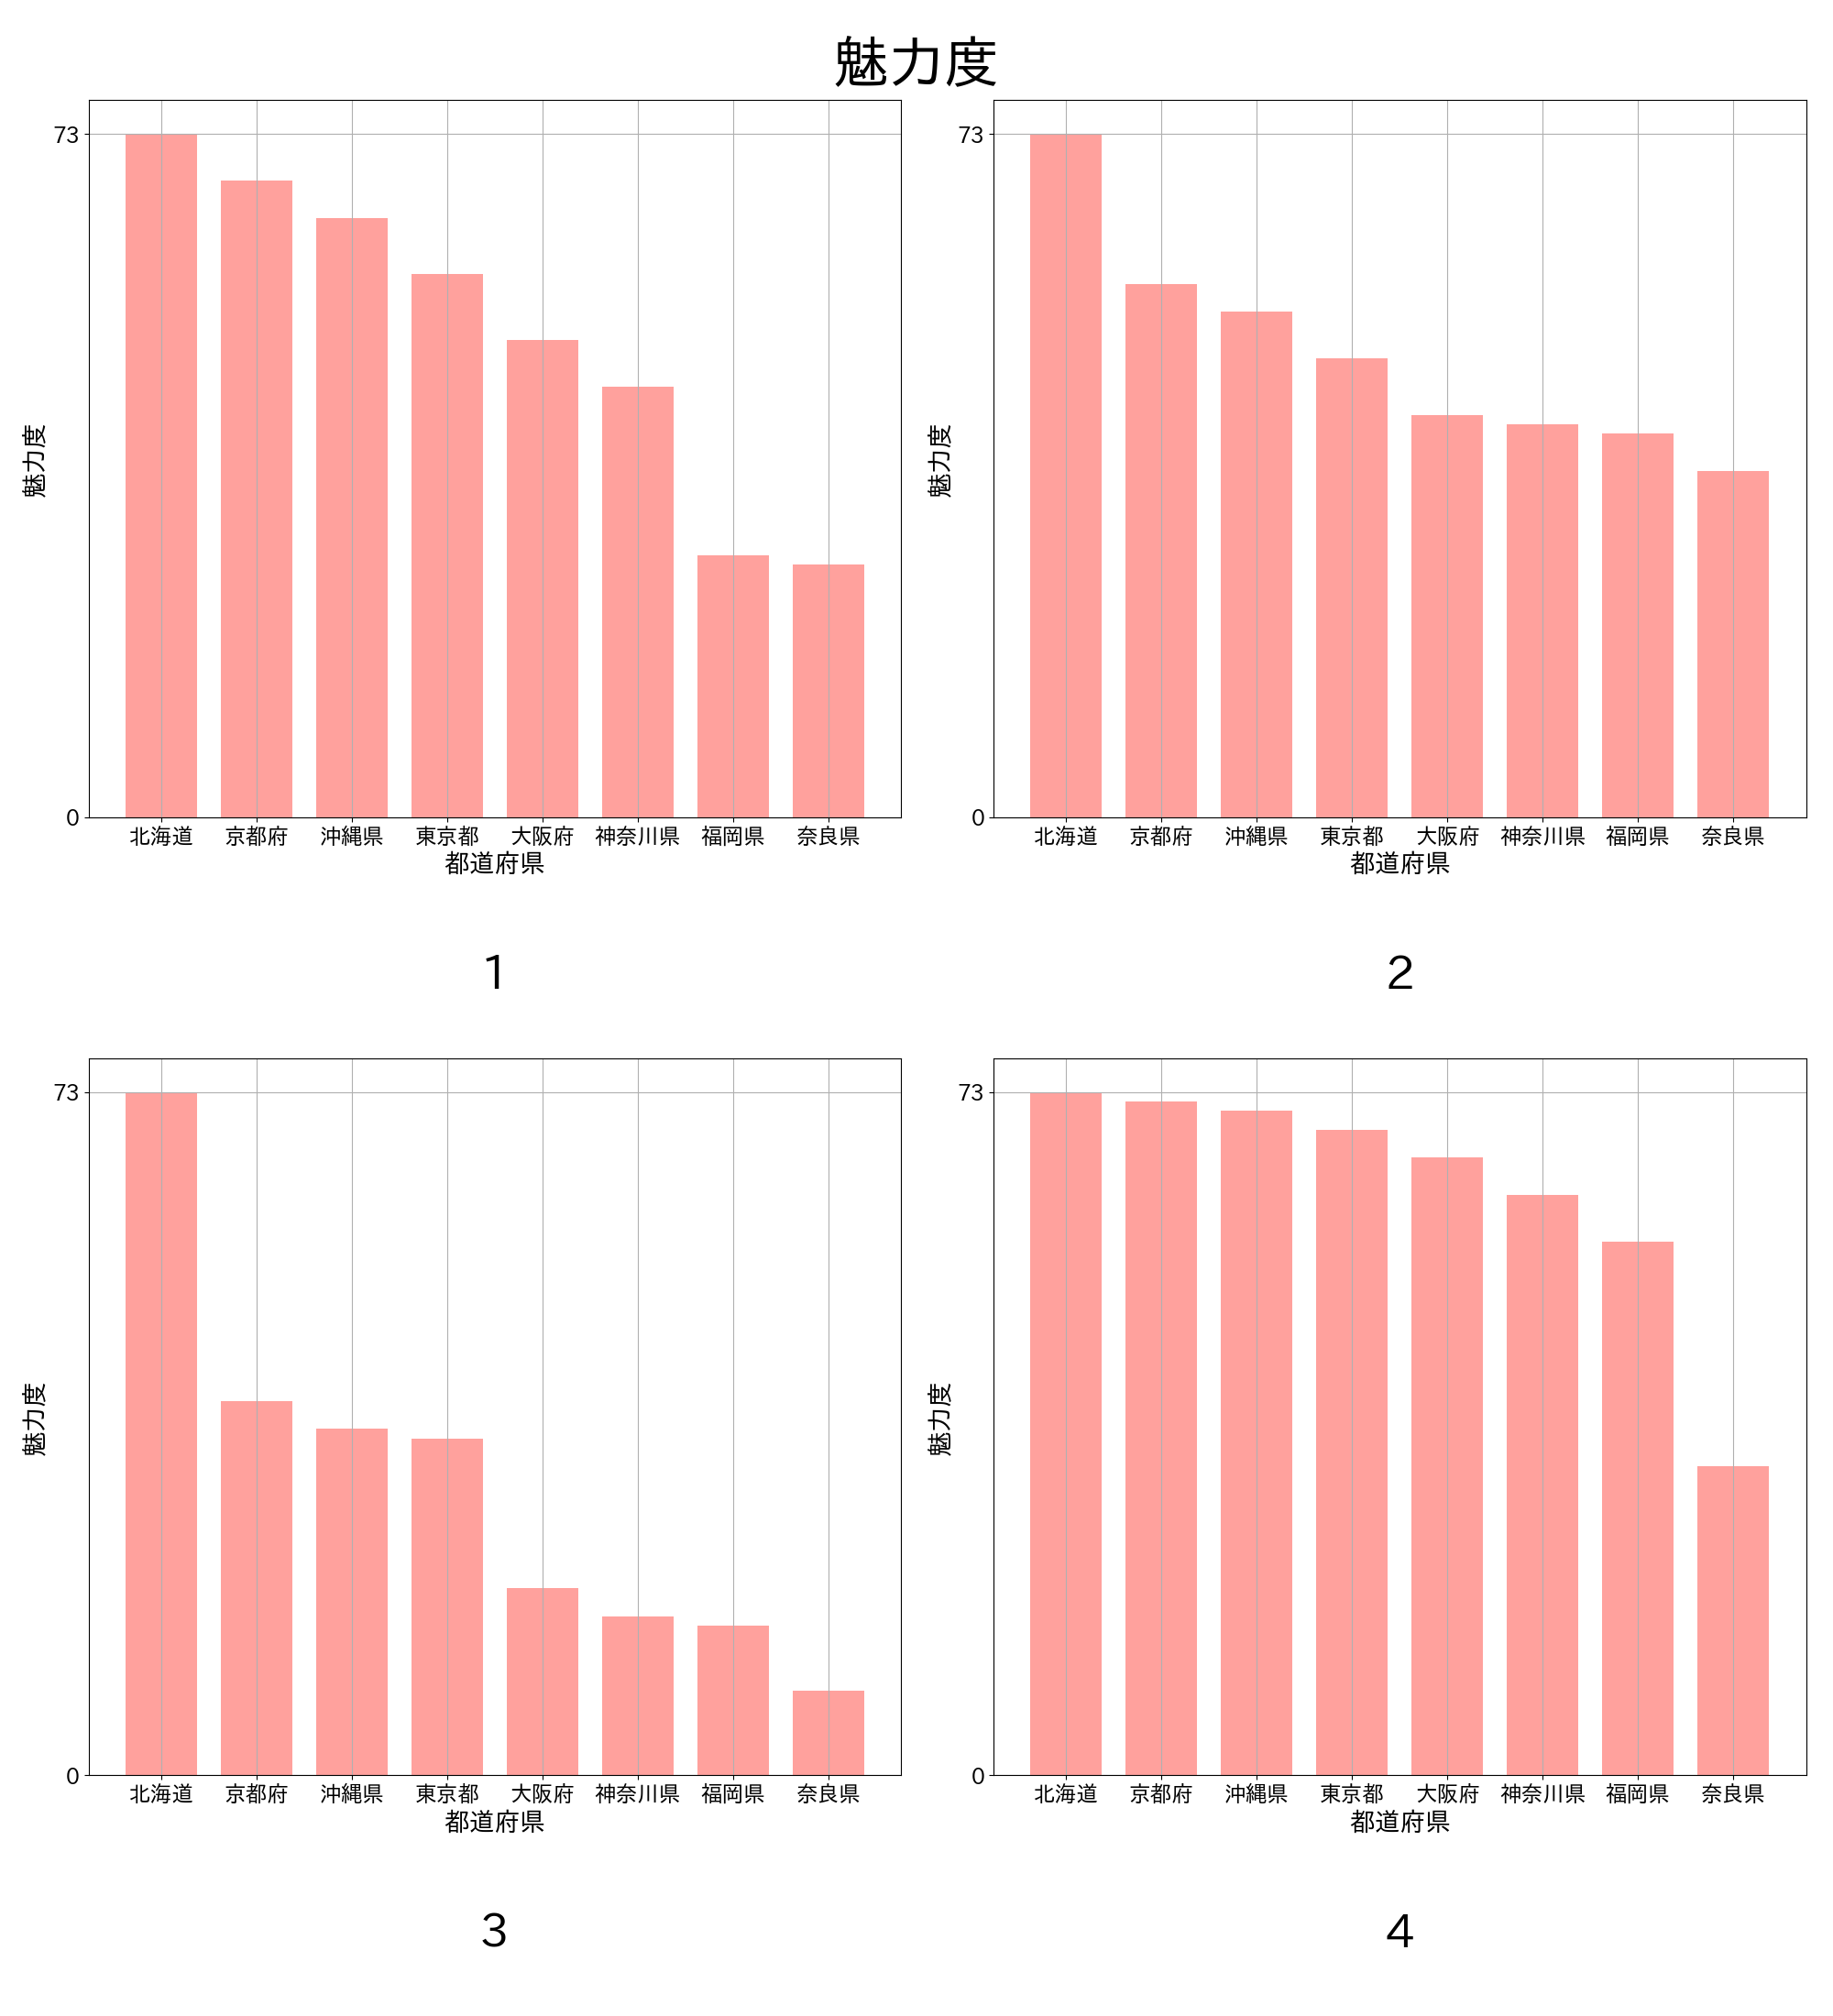 魅力度
73
0
魅力度
北海道 京都府 沖縄県 東京都 大阪府 神奈川県 福岡県 奈良県
都道府県
1
73
0
魅力度
北海道 京都府 沖縄県 東京都 大阪府 神奈川県 福岡県 奈良県
都道府県
2
73
0
魅力度
北海道 京都府 沖縄県 東京都 大阪府 神奈川県 福岡県 奈良県
都道府県
3
73
0
魅力度
北海道 京都府 沖縄県 東京都 大阪府 神奈川県 福岡県 奈良県
都道府県
4